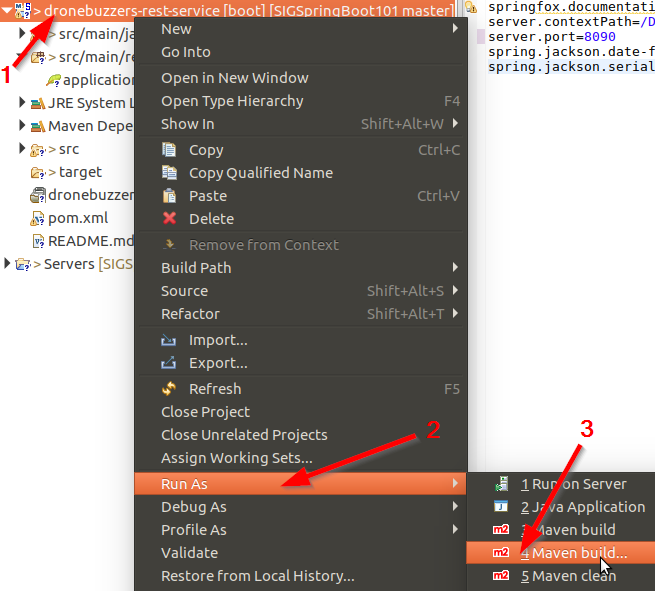 > dronebuzzers-rest-service [boot] [SIGSpringBoot101 master]
1
> src/main/ja
> src/main/re
application
JRE System L
Maven Depe
> src
> target
dronebuzzer
pom.xml
README.md
> Servers [SIGS
New
Go Into
Open in New Window
Open Type Hierarchy F4
Show In Shift+Alt+W
Copy Ctrl+C
Copy Qualified Name
Paste Ctrl+V
Delete
Remove from Context
Build Path
Source Shift+Alt+S
Refactor Shift+Alt+T
Import...
Export...
Refresh F5
Close Project
Close Unrelated Projects
2
Assign Working Sets...
Run As
Debug As
Profile As
Validate
Restore from Local History...
springfox.documentati
server.contextPath=/D
server.port=8090
spring.jackson.date-f
spring.jackson.serial
3
1 Run on Server
2 Java Application
3 Maven build
m2 4 Maven build...
m2 5 Maven clean